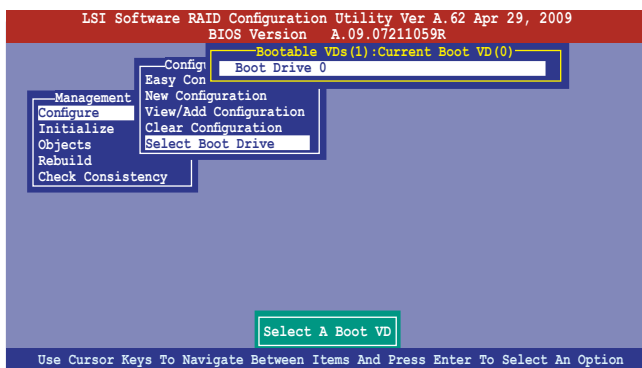 LSI Software RAID Configuration Utility Ver A.62 Apr 29, 2009
BIOS Version A.09.07211059R
Bootable VDs(1):Current Boot VD(0)
Boot Drive 0
Configu
Easy Con
New Configuration
View/Add Configuration
Clear Configuration
Select Boot Drive
Management
Configure
Initialize
Objects
Rebuild
Check Consistency
Select A Boot VD
Use Cursor Keys To Navigate Between Items And Press Enter To Select An Option